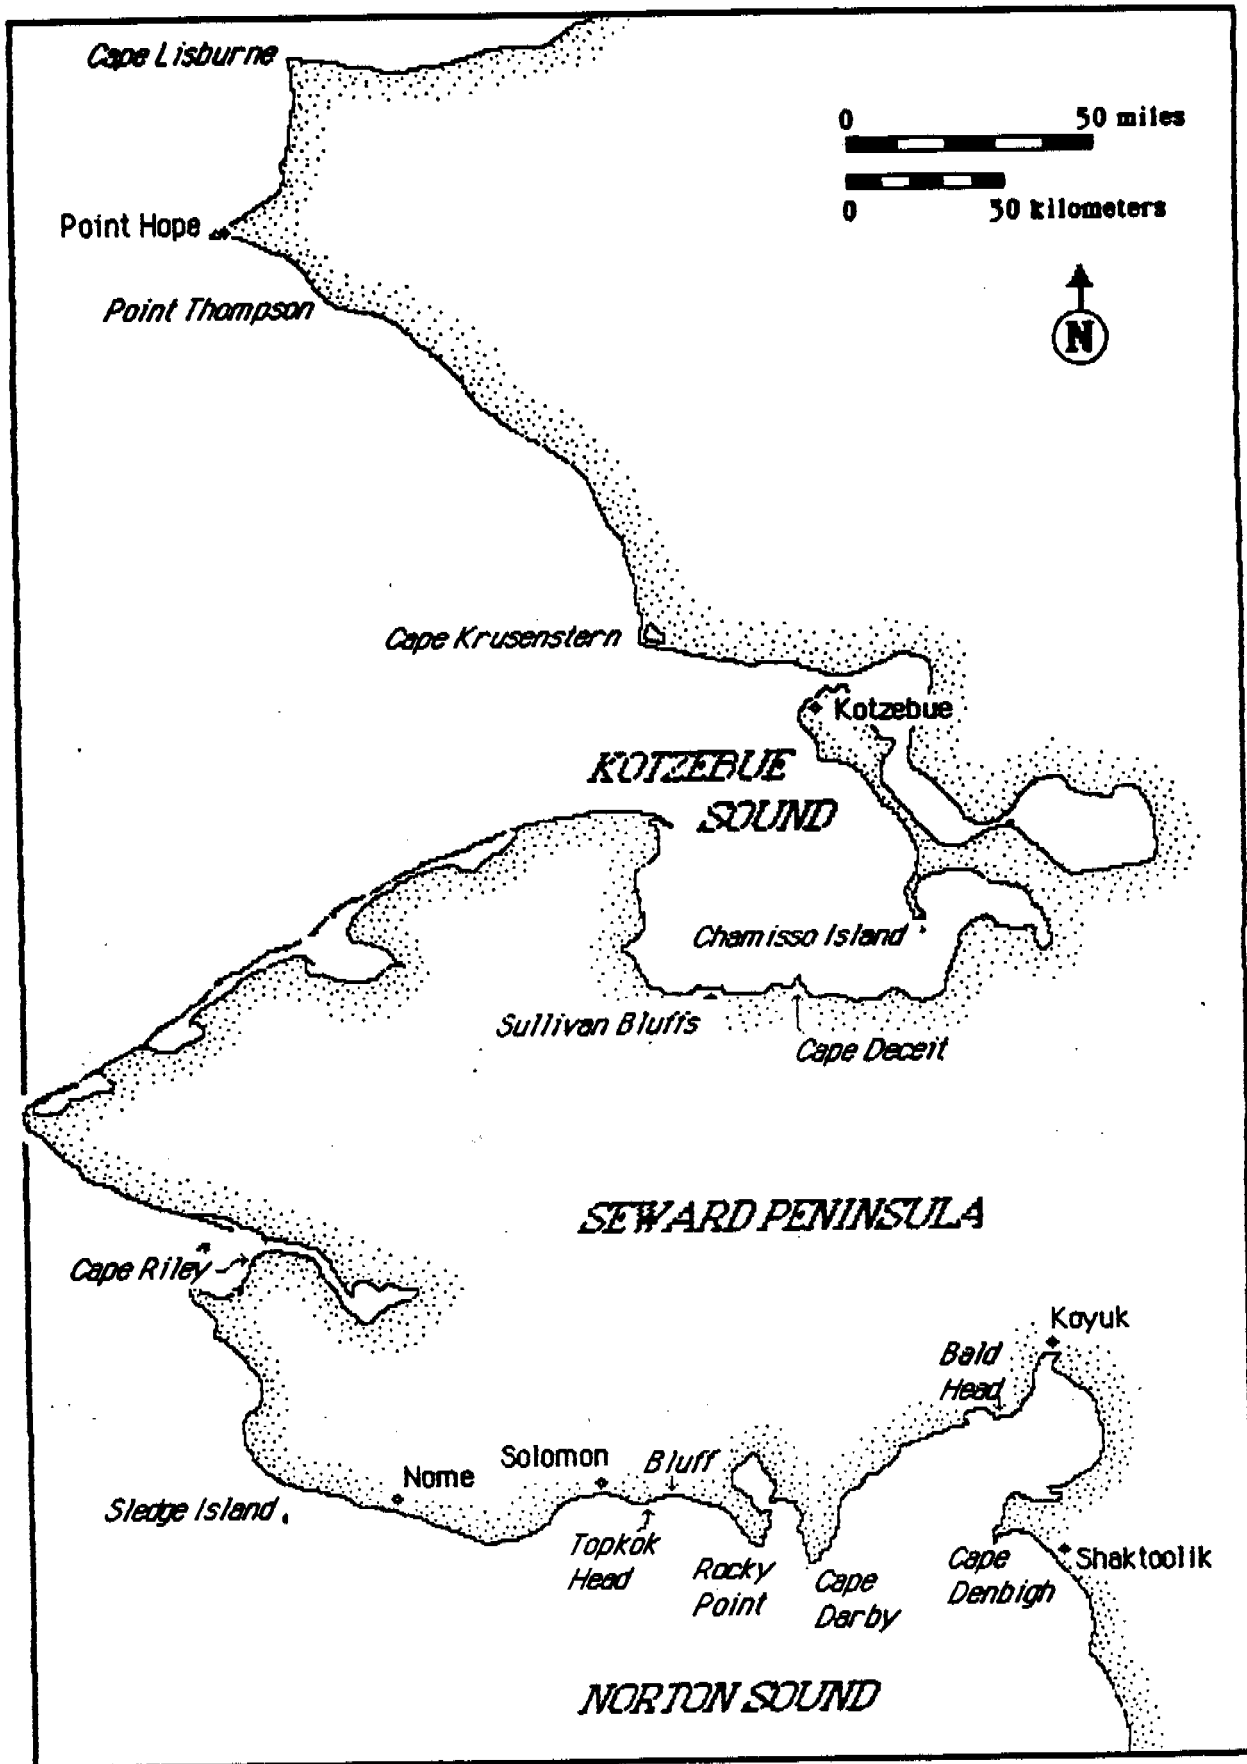 Cape Lisburne
0 50 miles
0 50 kilometers
Point Hope
Point Thompson
N
Cape Krusenstern
Kotzebue
KOTZEBUE
SOUND
Chamisso Island
Sullivan Bluffs
Cape Deceit
SEWARD PENINSULA
Cape Riley
Koyuk
Bald
Head
Solomon
Bluff
Nome
Sledge Island
Topkok
Head
Rocky
Point
Cape
Darby
Cape
Denbigh
Shaktoolik
NORTON SOUND